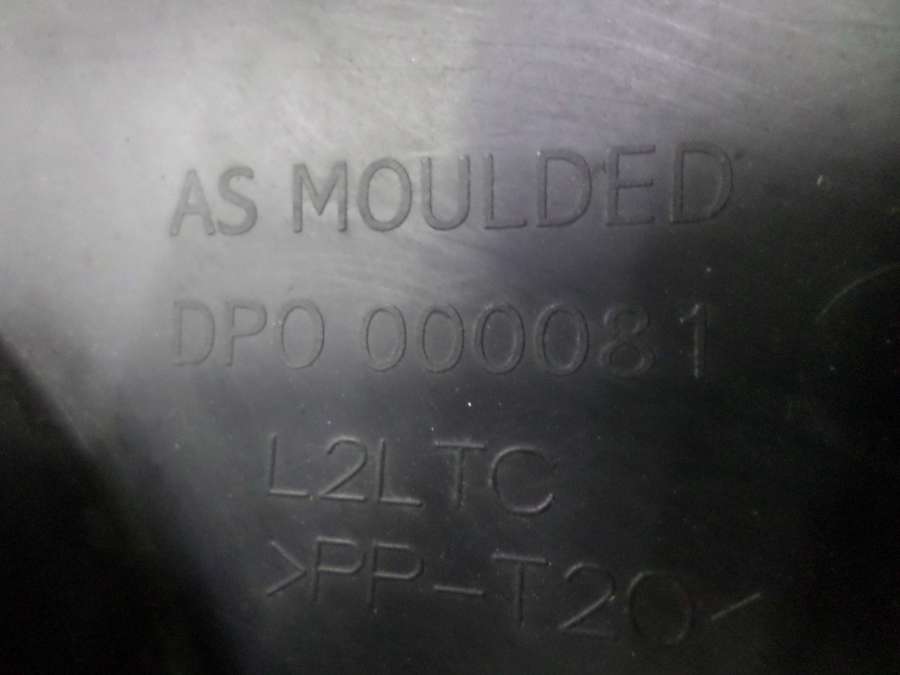 AS MOULDED
DPO 000081
L2LTC
>PP-T20<